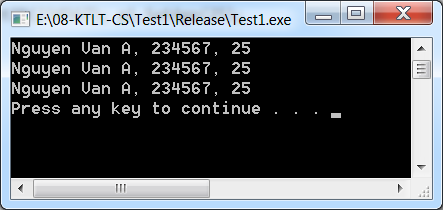 E:\08-KTLT-CS\Test1\Release\Test1.exe
Nguyen Van A, 234567, 25
Nguyen Van A, 234567, 25
Nguyen Van A, 234567, 25
Press any key to continue . . .